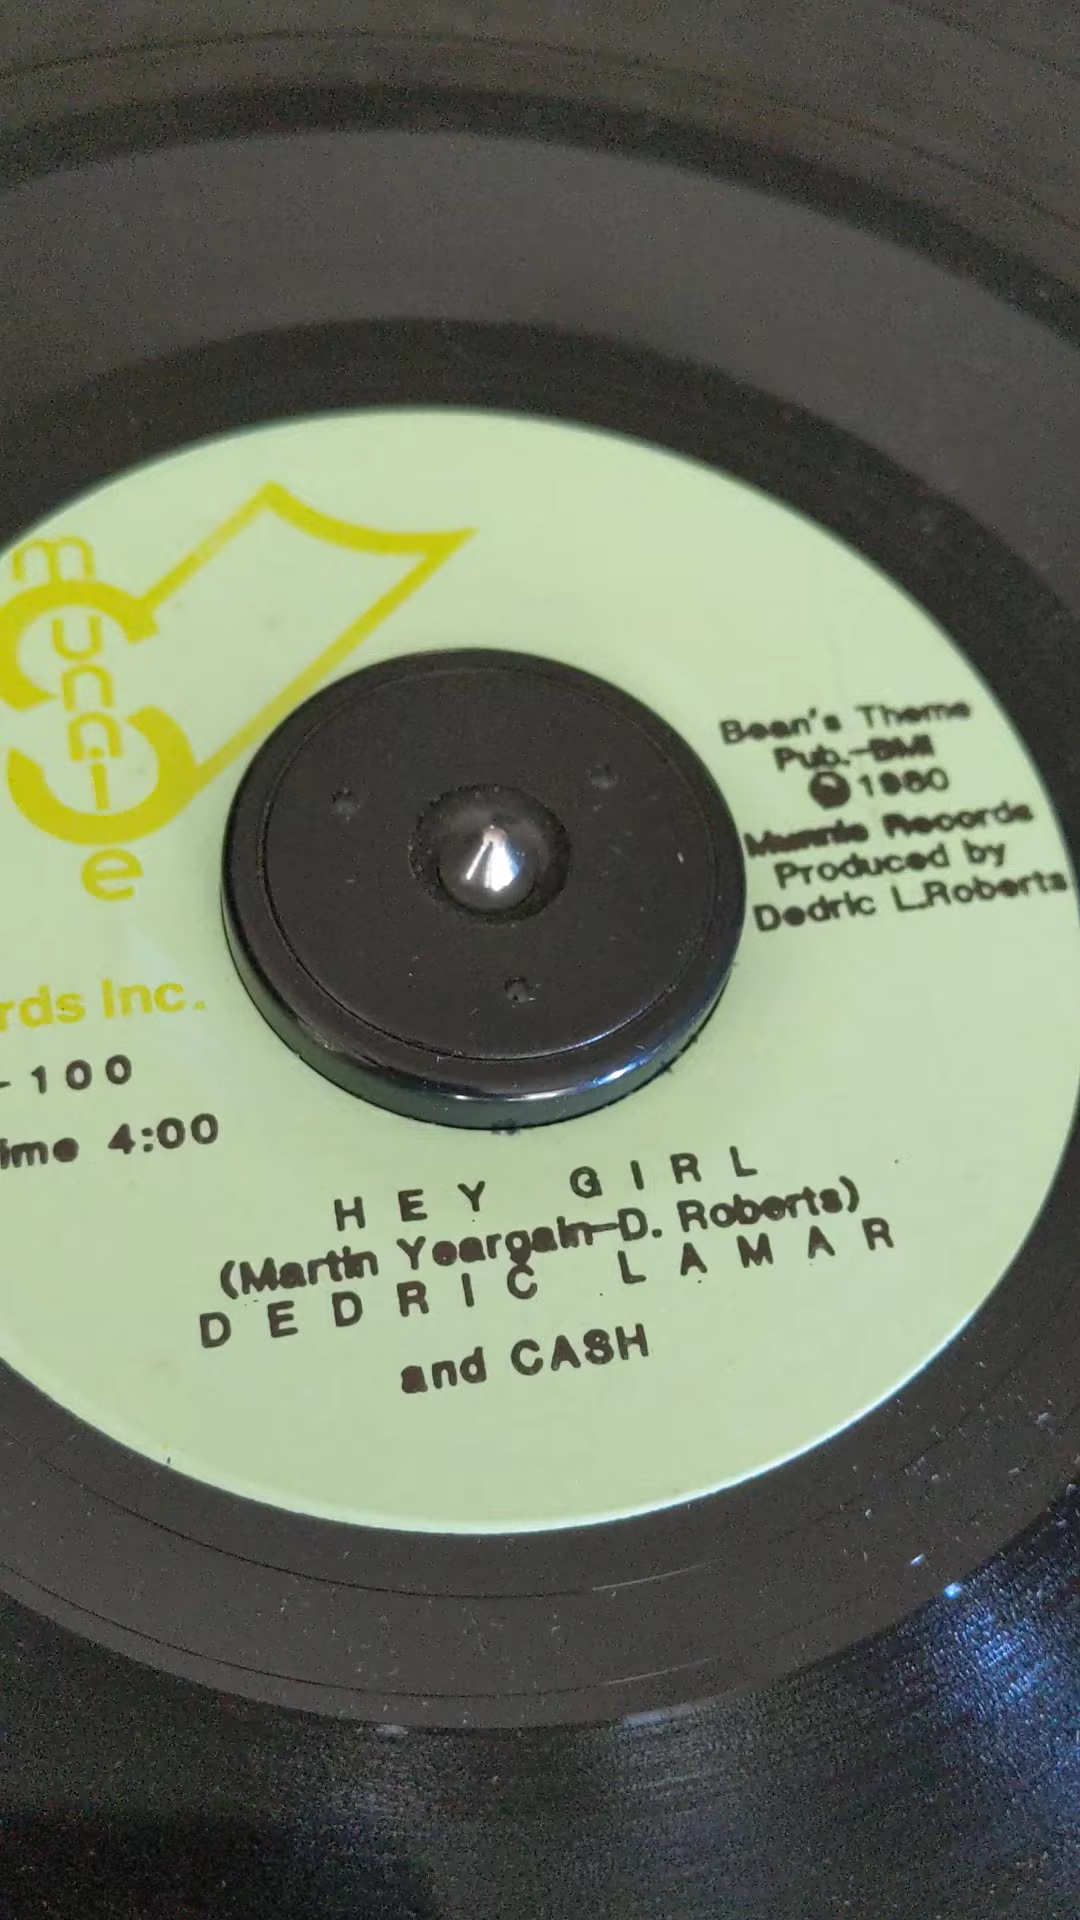 munnie
rds Inc.
-100
ime 4:00
Bean's Theme
Pub.-BMI
℗ 1980
Munnie Records
Produced by
Dedric L.Roberts
HEY GIRL
(Martin Yeargain-D. Roberts)
DEDRIC LAMAR
and CASH